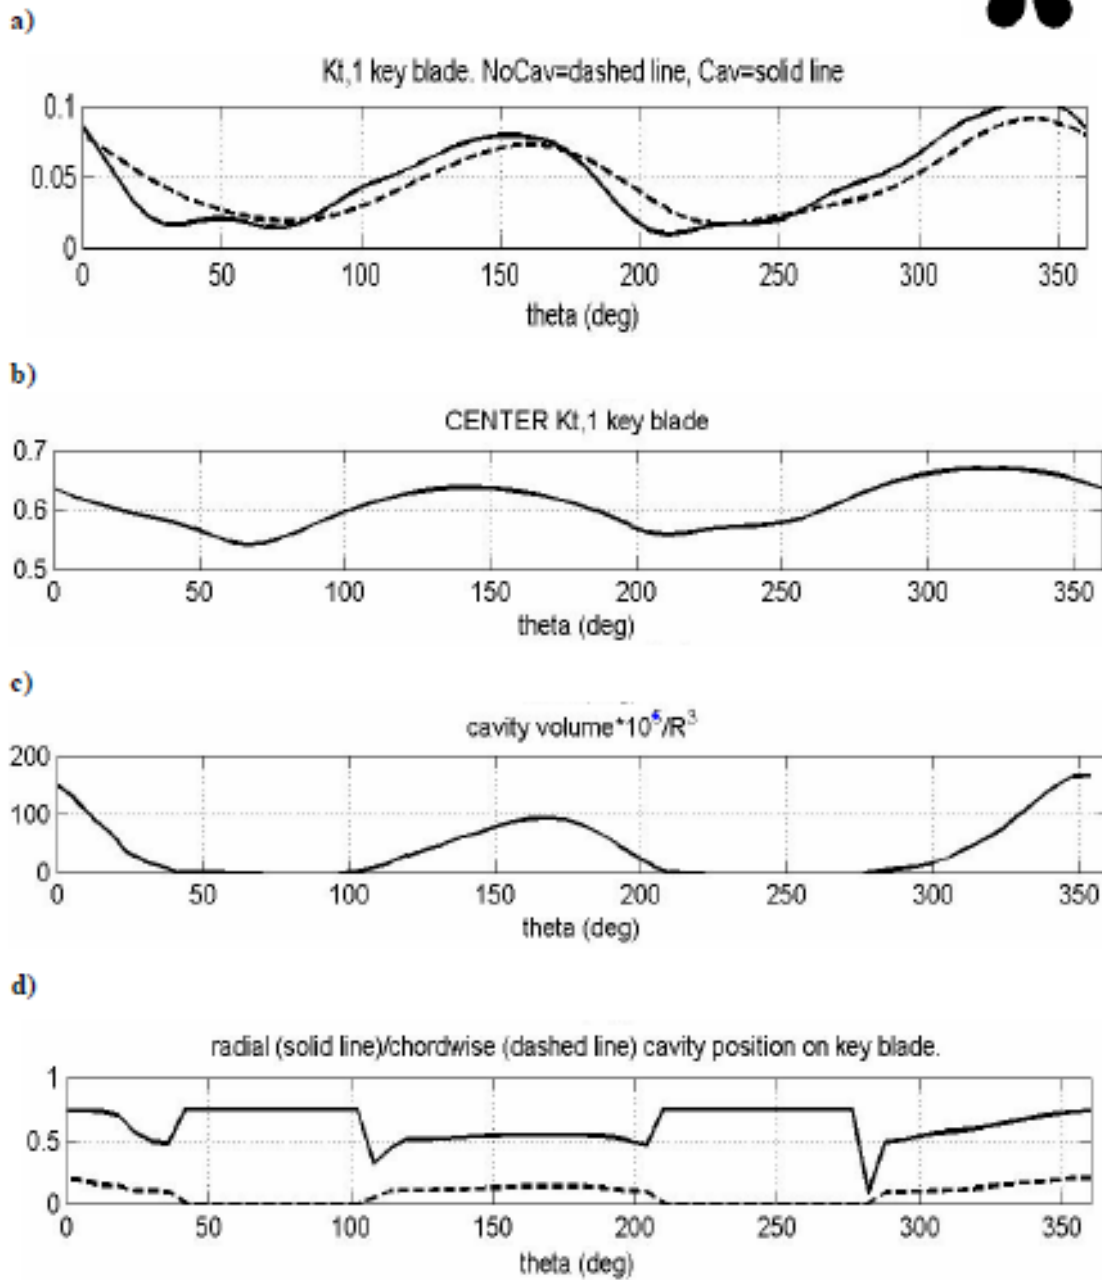 a)
Kt,1 key blade. NoCav=dashed line, Cav=solid line
0.1
0.05
0
0 50 100 150 200 250 300 350
theta (deg)
b)
CENTER Kt,1 key blade
0.7
0.6
0.5
0 50 100 150 200 250 300 350
theta (deg)
c)
cavity volume*10 /R³
200
100
0
0 50 100 150 200 250 300 350
theta (deg)
d)
radial (solid line)/chordwise (dashed line) cavity position on key blade.
1
0.5
0
0 50 100 150 200 250 300 350
theta (deg)